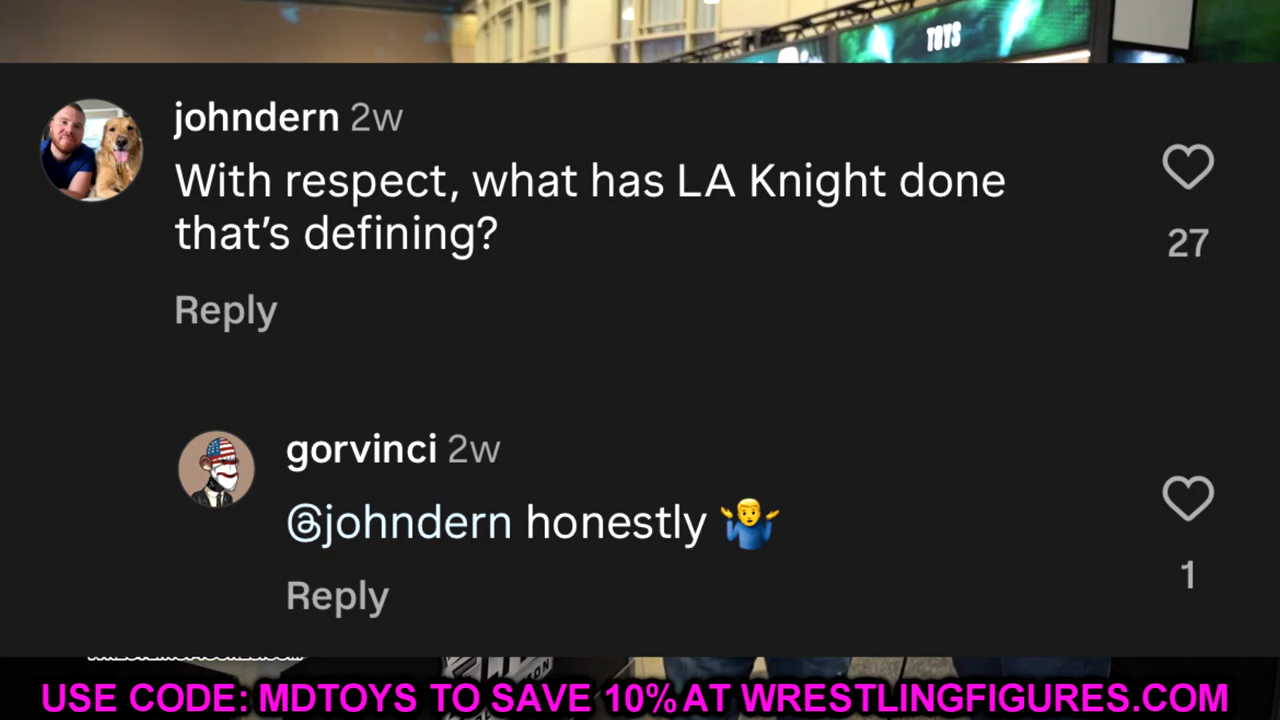 TOYS
johndern 2w
With respect, what has LA Knight done
that's defining?
27
Reply
gorvinci 2w
@johndern honestly 🤷‍♂️
1
Reply
USE CODE: MDTOYS TO SAVE 10% AT WRESTLINGFIGURES.COM